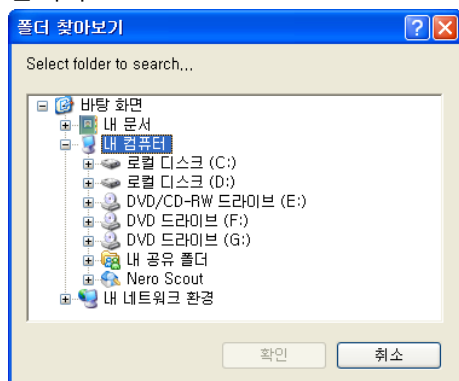 폴더 찾아보기
Select folder to search,,,
바탕 화면
내 문서
내 컴퓨터
로컬 디스크 (C:)
로컬 디스크 (D:)
DVD/CD-RW 드라이브 (E:)
DVD 드라이브 (F:)
DVD 드라이브 (G:)
내 공유 폴더
Nero Scout
내 네트워크 환경
확인 취소